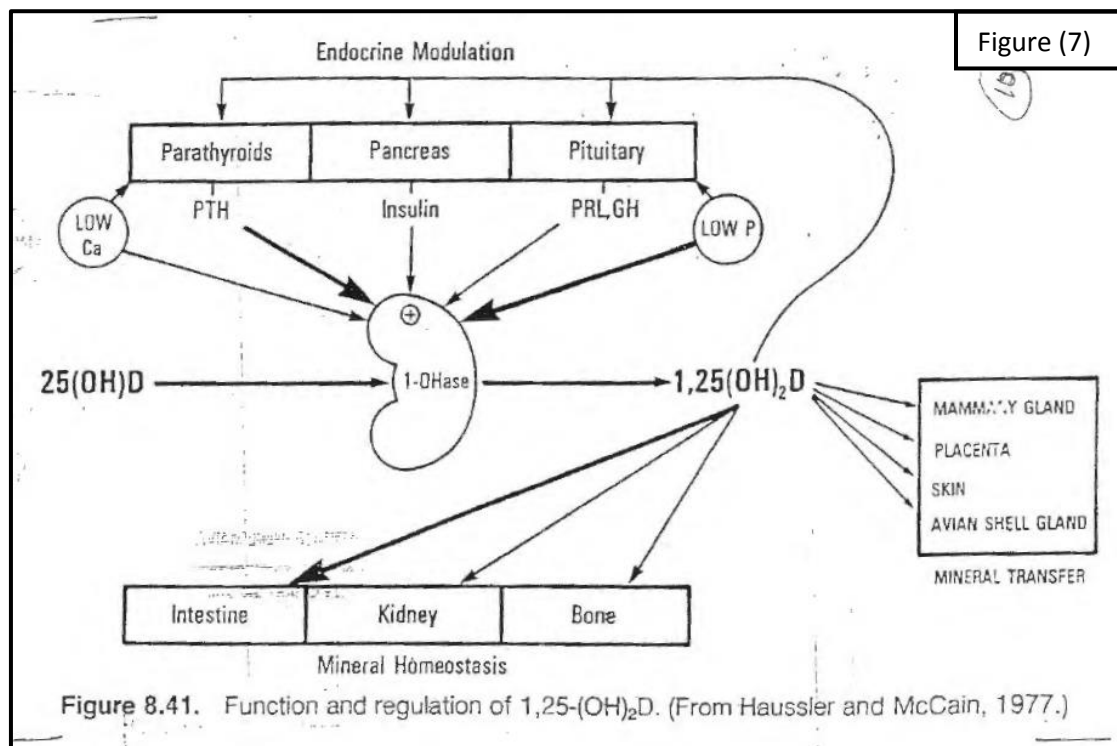 Figure (7)
Endocrine Modulation
Parathyroids Pancreas Pituitary
PTH Insulin PRL,GH
LOW
Ca
LOW P
+
25(OH)D 1-OHase 1,25(OH)₂D
MAMMARY GLAND
PLACENTA
SKIN
AVIAN SHELL GLAND
MINERAL TRANSFER
Intestine Kidney Bone
Mineral Homeostasis
Figure 8.41. Function and regulation of 1,25-(OH)₂D. (From Haussler and McCain, 1977.)